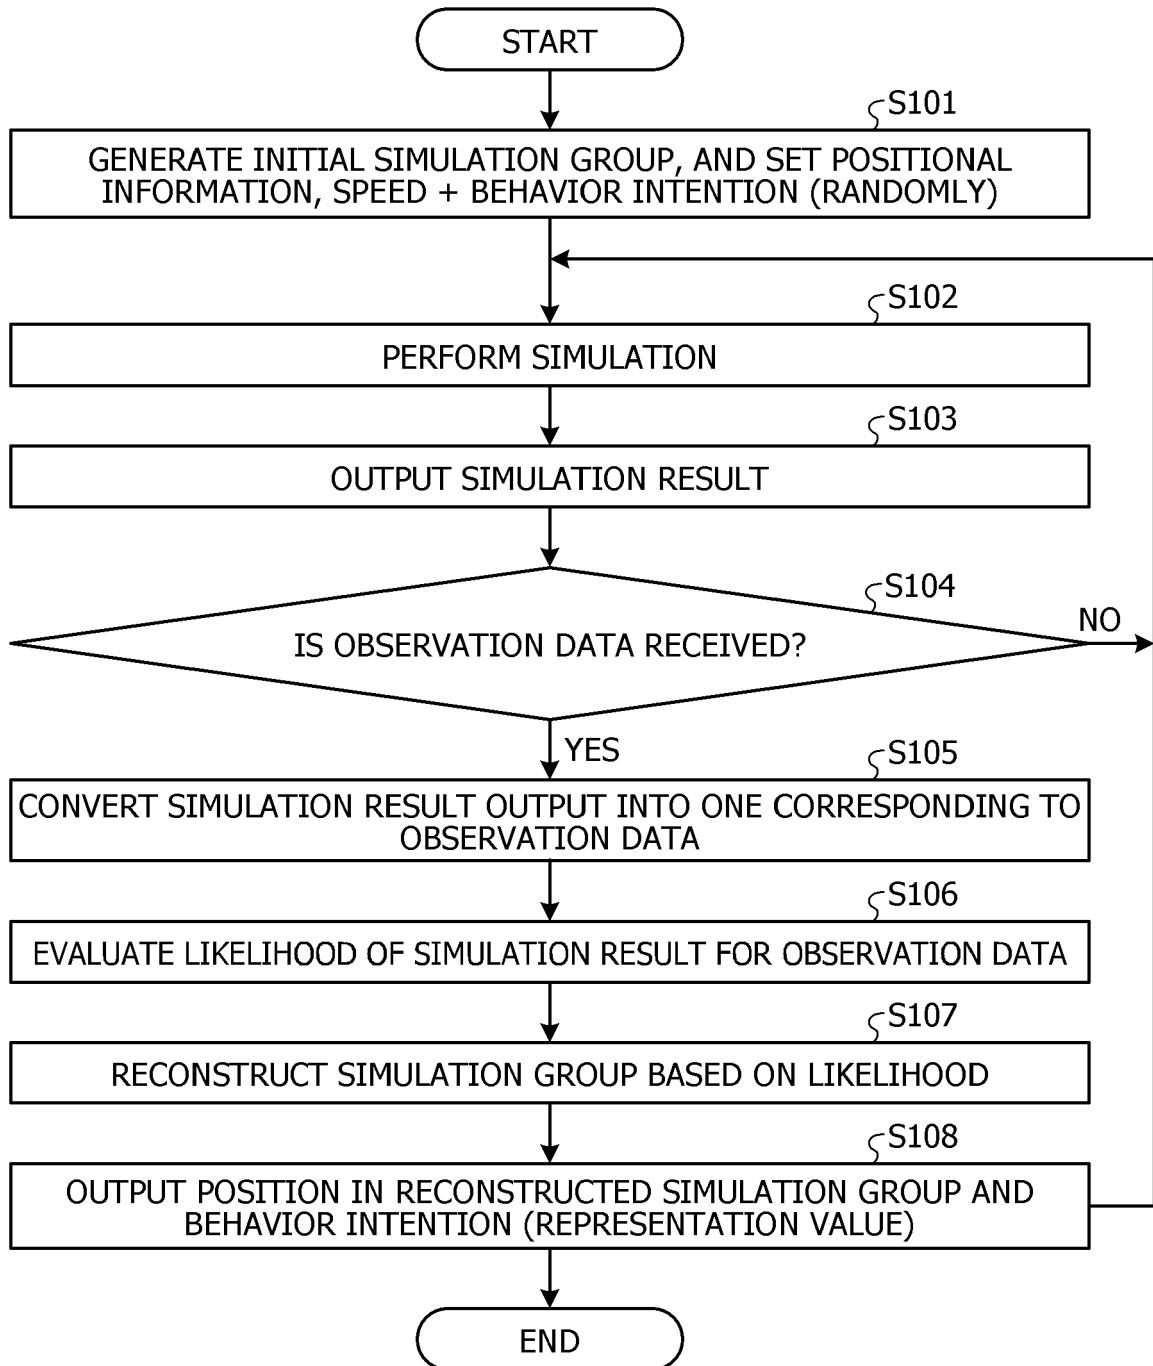 START
S101
GENERATE INITIAL SIMULATION GROUP, AND SET POSITIONAL
INFORMATION, SPEED + BEHAVIOR INTENTION (RANDOMLY)
S102
PERFORM SIMULATION
S103
OUTPUT SIMULATION RESULT
S104
IS OBSERVATION DATA RECEIVED?
NO
YES
S105
CONVERT SIMULATION RESULT OUTPUT INTO ONE CORRESPONDING TO
OBSERVATION DATA
S106
EVALUATE LIKELIHOOD OF SIMULATION RESULT FOR OBSERVATION DATA
S107
RECONSTRUCT SIMULATION GROUP BASED ON LIKELIHOOD
S108
OUTPUT POSITION IN RECONSTRUCTED SIMULATION GROUP AND
BEHAVIOR INTENTION (REPRESENTATION VALUE)
END